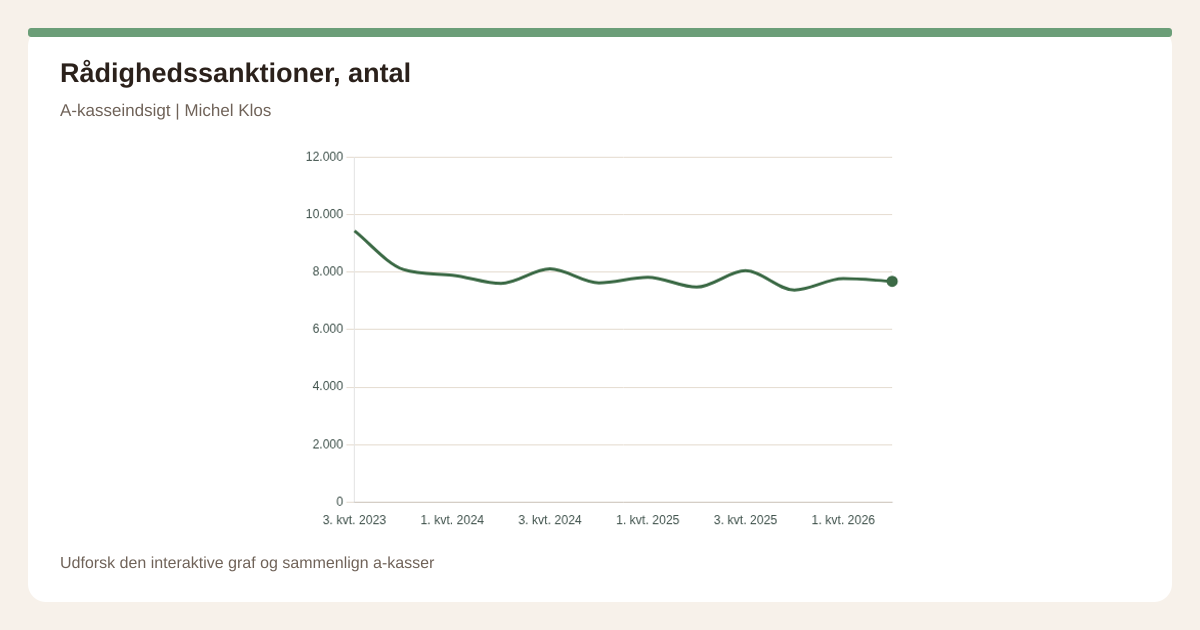 Rådighedssanktioner, antal
A-kasseindsigt | Michel Klos
12.000
10.000
8.000
6.000
4.000
2.000
0
3. kvt. 2023
1. kvt. 2024
3. kvt. 2024
1. kvt. 2025
3. kvt. 2025
1. kvt. 2026
Udforsk den interaktive graf og sammenlign a-kasser